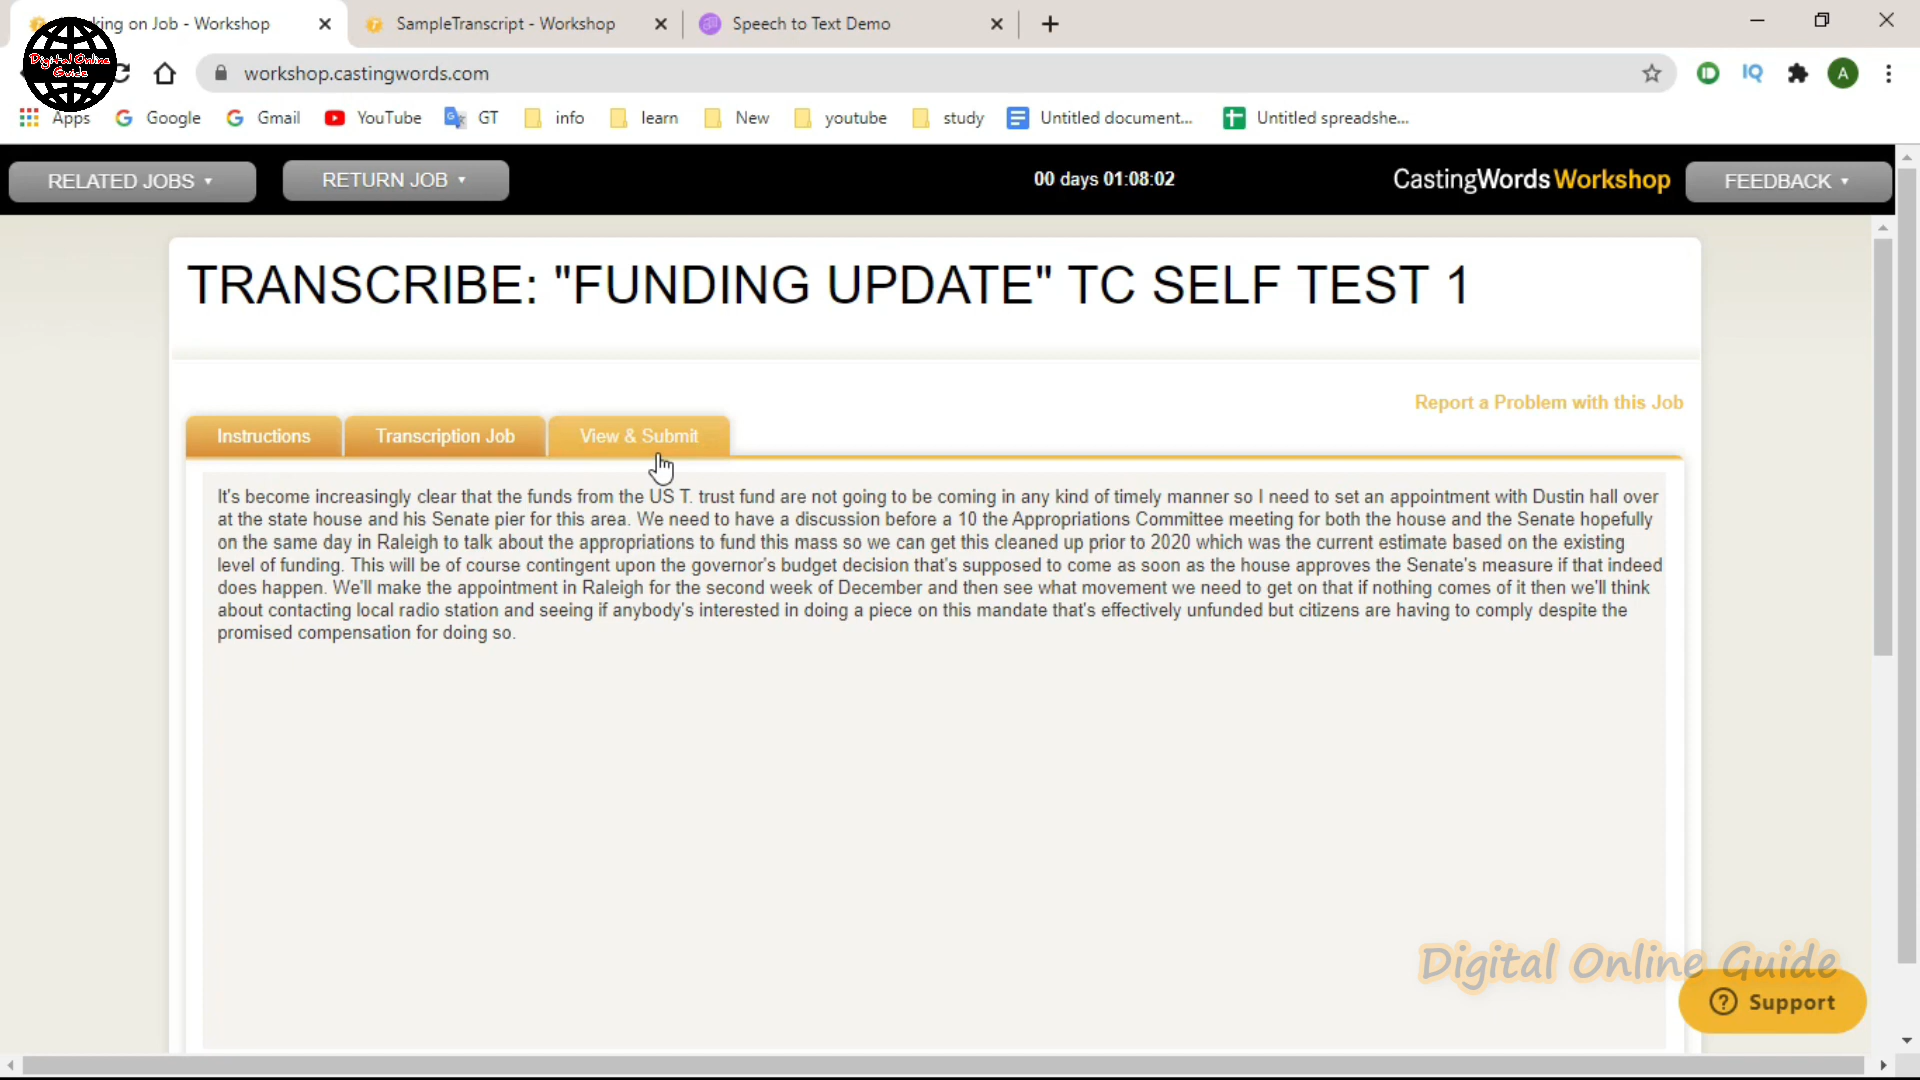 king on Job - Workshop
SampleTranscript - Workshop
Speech to Text Demo
Digital Online
Guide
workshop.castingwords.com
IQ
A
Apps
Google
Gmail
YouTube
GT
info
learn
New
youtube
study
Untitled document...
Untitled spreadshe...
RELATED JOBS
RETURN JOB
00 days 01:08:02
CastingWords Workshop
FEEDBACK
TRANSCRIBE: "FUNDING UPDATE" TC SELF TEST 1
Report a Problem with this Job
Instructions
Transcription Job
View & Submit
It's become increasingly clear that the funds from the US T. trust fund are not going to be coming in any kind of timely manner so I need to set an appointment with Dustin hall over
at the state house and his Senate pier for this area. We need to have a discussion before a 10 the Appropriations Committee meeting for both the house and the Senate hopefully
on the same day in Raleigh to talk about the appropriations to fund this mass so we can get this cleaned up prior to 2020 which was the current estimate based on the existing
level of funding. This will be of course contingent upon the governor's budget decision that's supposed to come as soon as the house approves the Senate's measure if that indeed
does happen. We'll make the appointment in Raleigh for the second week of December and then see what movement we need to get on that if nothing comes of it then we'll think
about contacting local radio station and seeing if anybody's interested in doing a piece on this mandate that's effectively unfunded but citizens are having to comply despite the
promised compensation for doing so.
Digital Online Guide
Support